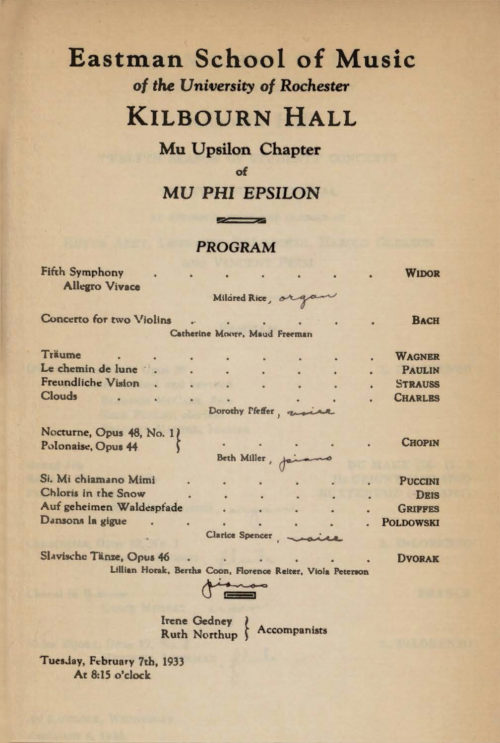 Eastman School of Music
of the University of Rochester
KILBOURN HALL
Mu Upsilon Chapter
of
MU PHI EPSILON
PROGRAM
Fifth Symphony . . . . . . . WIDOR
Allegro Vivace
Mildred Rice, organ
Concerto for two Violins . . . . . . BACH
Catherine Moore, Maud Freeman
Träume . . . . . . . . WAGNER
Le chemin de lune . . . . . . . PAULIN
Freundliche Vision . . . . . . . STRAUSS
Clouds . . . . . . . . CHARLES
Dorothy Pfeffer, voice
Nocturne, Opus 48, No. 1 }
Polonaise, Opus 44 } . . . . . . CHOPIN
Beth Miller, piano
Si. Mi chiamano Mimi . . . . . . PUCCINI
Chloris in the Snow . . . . . . DEIS
Auf geheimen Waldespfade . . . . . GRIFFES
Dansons la gigue . . . . . . . POLDOWSKI
Clarice Spencer, voice
Slavische Tänze, Opus 46 . . . . . . DVORAK
Lillian Horak, Bertha Coon, Florence Reiter, Viola Peterson
pianos
Irene Gedney }
Ruth Northup } Accompanists
Tuesday, February 7th, 1933
At 8:15 o'clock